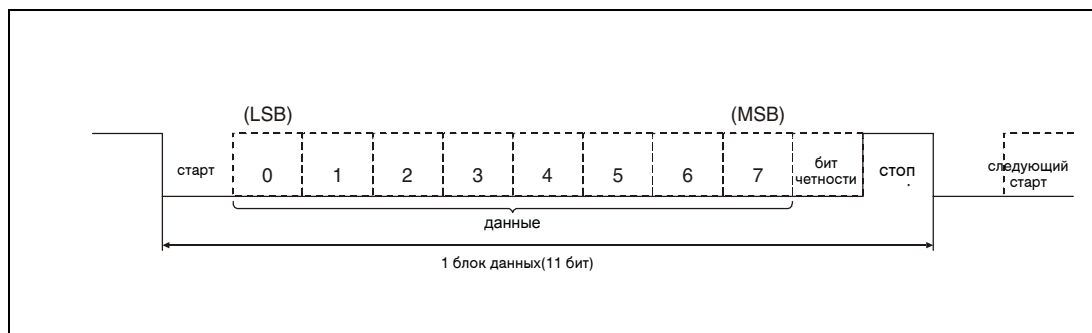 (LSB) (MSB)
старт 0 1 2 3 4 5 6 7 бит четности стоп следующий старт
данные
1 блок данных(11 бит)